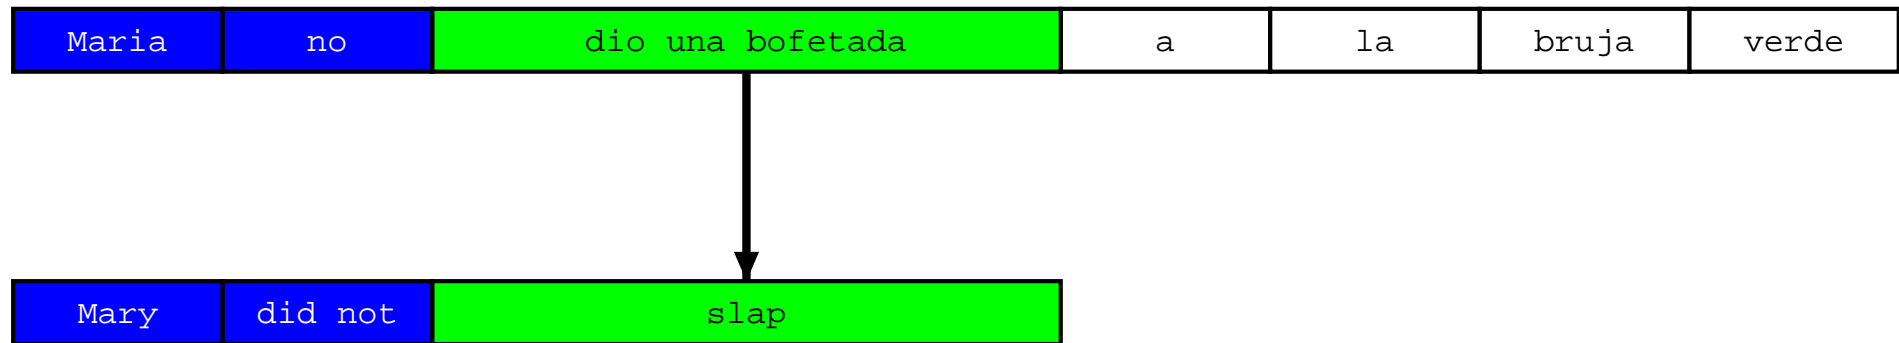 Maria no dio una bofetada a la bruja verde
Mary did not slap